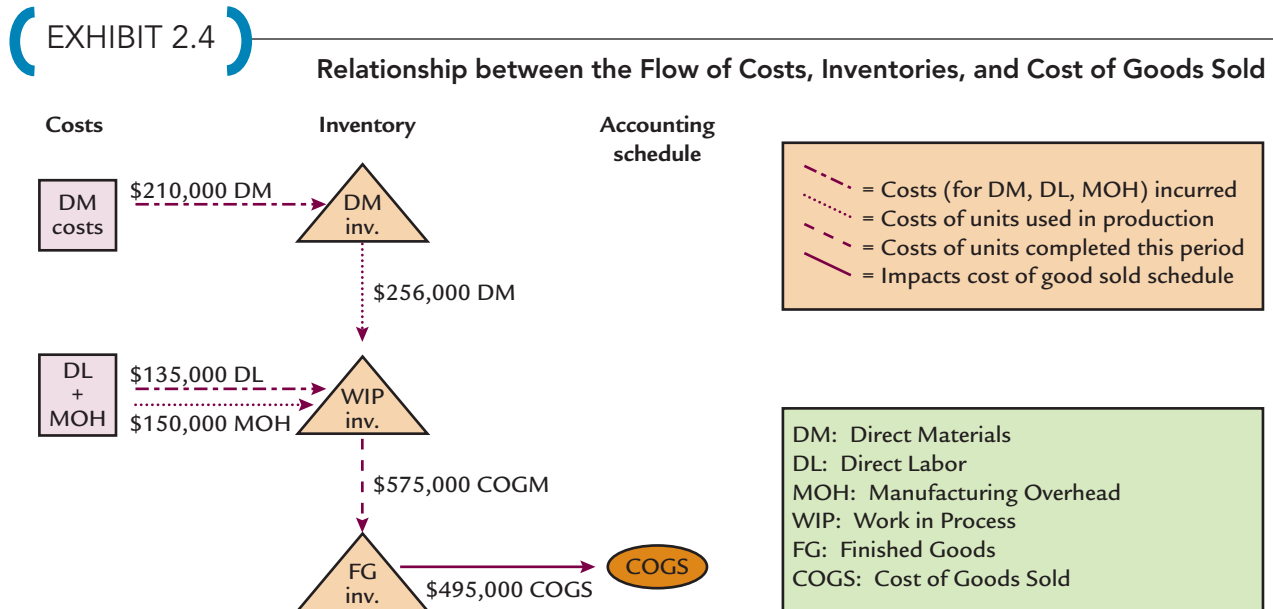 EXHIBIT 2.4
Relationship between the Flow of Costs, Inventories, and Cost of Goods Sold
Costs
Inventory
Accounting
schedule
DM
costs
$210,000 DM
DM
inv.
$256,000 DM
DL
+
MOH
$135,000 DL
$150,000 MOH
WIP
inv.
$575,000 COGM
FG
inv.
$495,000 COGS
COGS
= Costs (for DM, DL, MOH) incurred
= Costs of units used in production
= Costs of units completed this period
= Impacts cost of good sold schedule
DM: Direct Materials
DL: Direct Labor
MOH: Manufacturing Overhead
WIP: Work in Process
FG: Finished Goods
COGS: Cost of Goods Sold